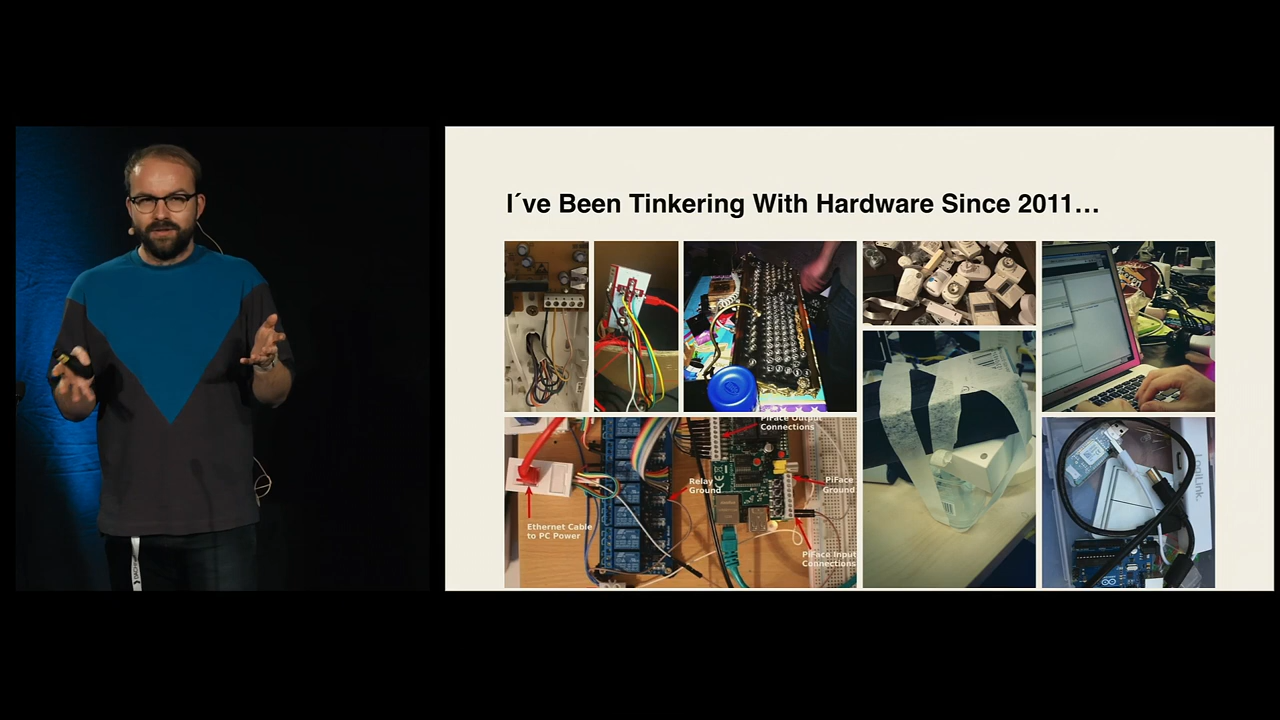 I´ve Been Tinkering With Hardware Since 2011…
PiFace Output
Connections
Relay
Ground
PiFace
Ground
Ethernet Cable
to PC Power
PiFace Input
Connections
LogiLink.